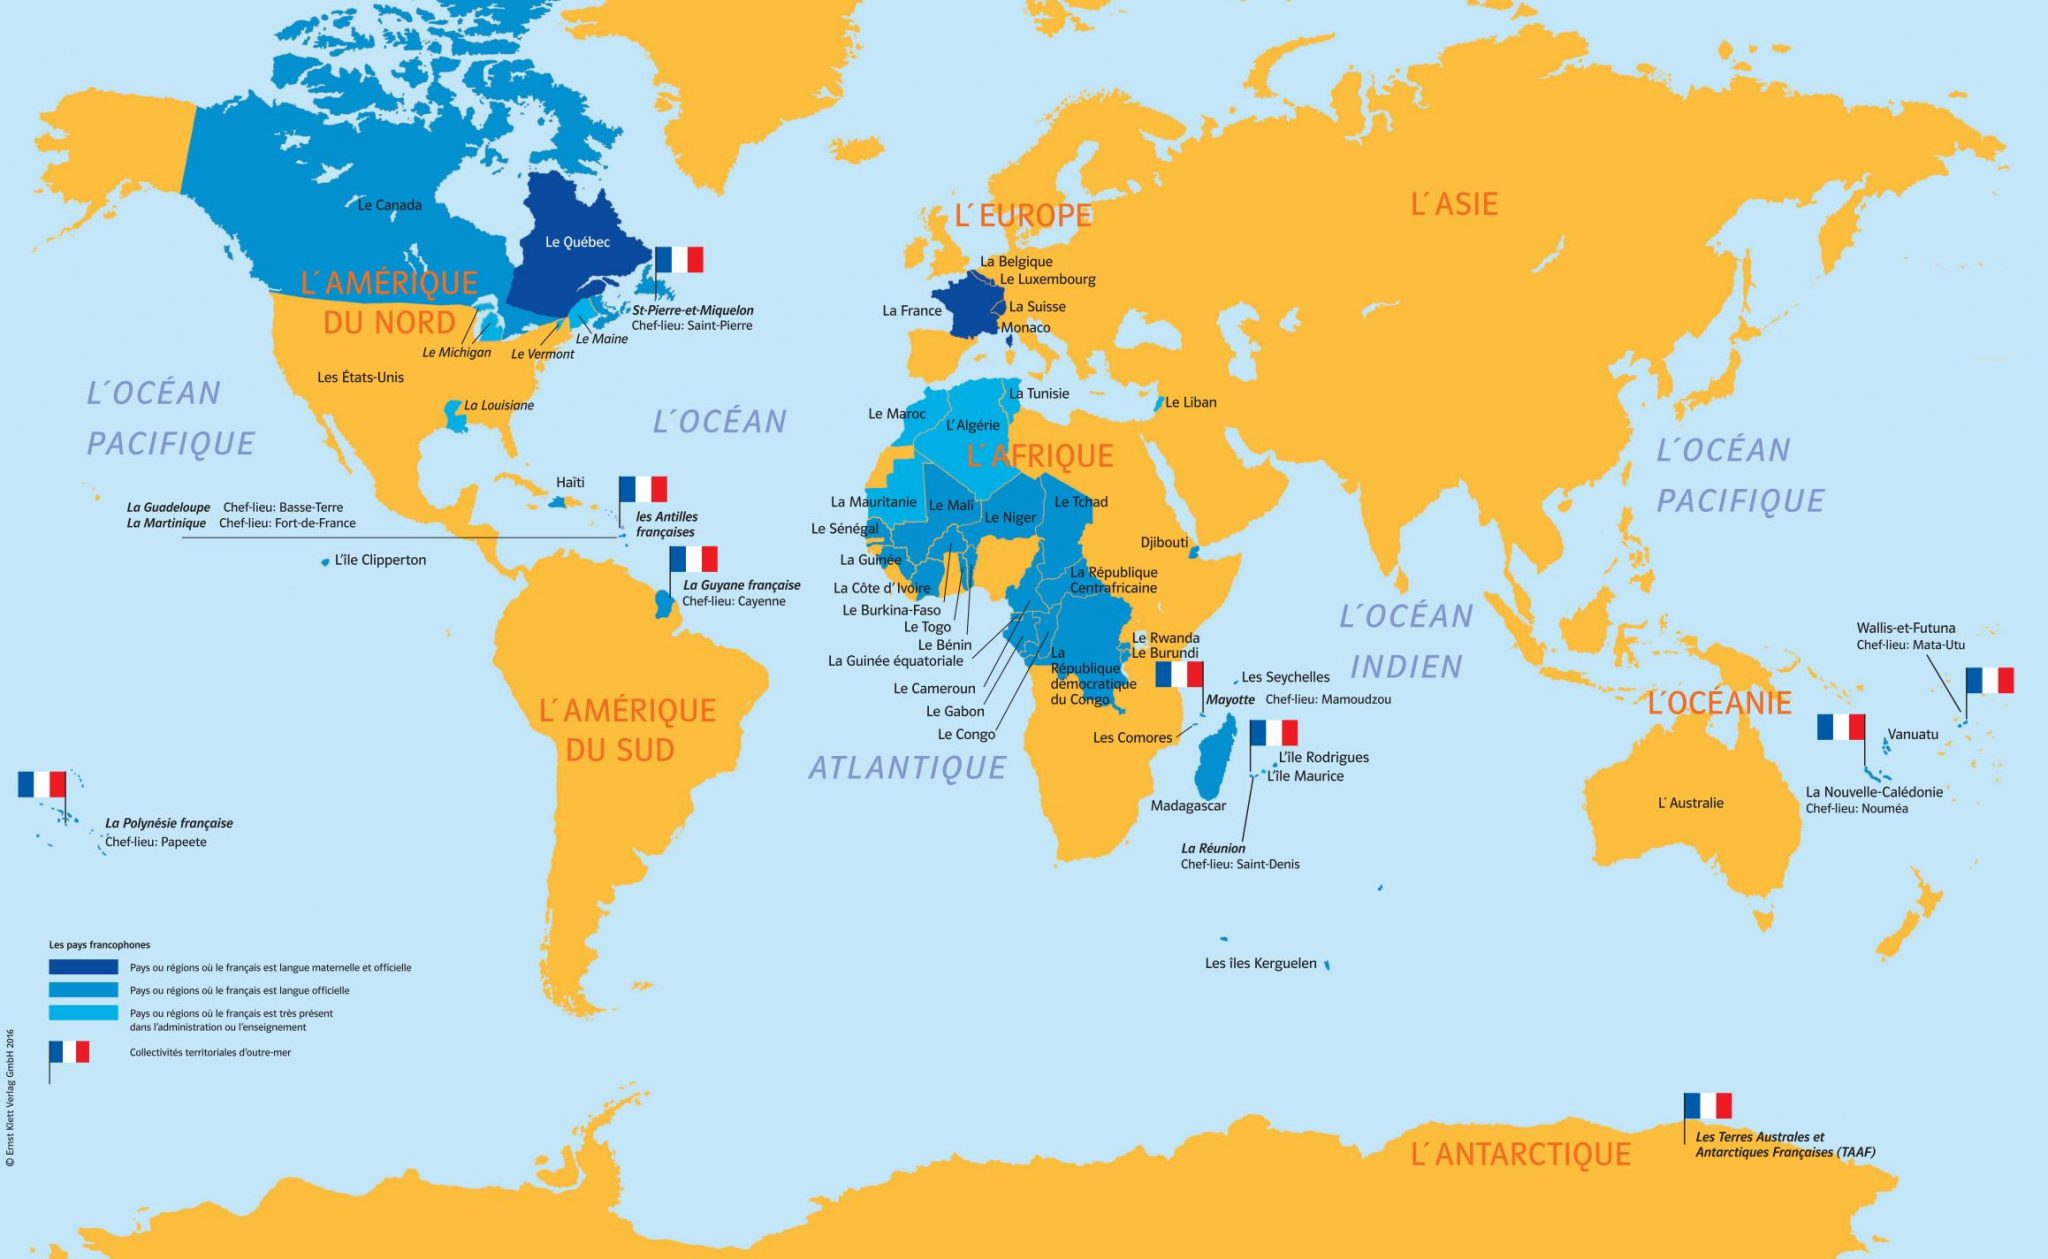 Le Canada
Le Québec
L´AMÉRIQUE
DU NORD
St-Pierre-et-Miquelon
Chef-lieu: Saint-Pierre
Le Michigan
Le Vermont
Le Maine
Les États-Unis
La Louisiane
L´OCÉAN
PACIFIQUE
L´OCÉAN
ATLANTIQUE
Haïti
les Antilles
françaises
La Guadeloupe Chef-lieu: Basse-Terre
La Martinique Chef-lieu: Fort-de-France
L'île Clipperton
La Guyane française
Chef-lieu: Cayenne
L´AMÉRIQUE
DU SUD
La Polynésie française
Chef-lieu: Papeete
L´EUROPE
La Belgique
Le Luxembourg
La France
La Suisse
Monaco
L´ASIE
La Tunisie
Le Maroc
L'Algérie
Le Liban
L´AFRIQUE
La Mauritanie
Le Mali
Le Niger
Le Tchad
Le Sénégal
Djibouti
La Guinée
La République
Centrafricaine
La Côte d'Ivoire
Le Burkina-Faso
Le Togo
Le Bénin
La Guinée équatoriale
Le Cameroun
Le Gabon
Le Congo
Le Rwanda
Le Burundi
La
République
démocratique
du Congo
Les Seychelles
Mayotte Chef-lieu: Mamoudzou
Les Comores
L'île Rodrigues
L'île Maurice
Madagascar
La Réunion
Chef-lieu: Saint-Denis
L´OCÉAN
INDIEN
Les îles Kerguelen
L´OCÉAN
PACIFIQUE
Wallis-et-Futuna
Chef-lieu: Mata-Utu
L´OCÉANIE
Vanuatu
La Nouvelle-Calédonie
Chef-lieu: Nouméa
L´Australie
L´ANTARCTIQUE
Les Terres Australes et
Antarctiques Françaises (TAAF)
Les pays francophones
Pays ou régions où le français est langue maternelle et officielle
Pays ou régions où le français est langue officielle
Pays ou régions où le français est très présent
dans l'administration ou l'enseignement
Collectivités territoriales d'outre-mer
© Ernst Klett Verlag GmbH 2016